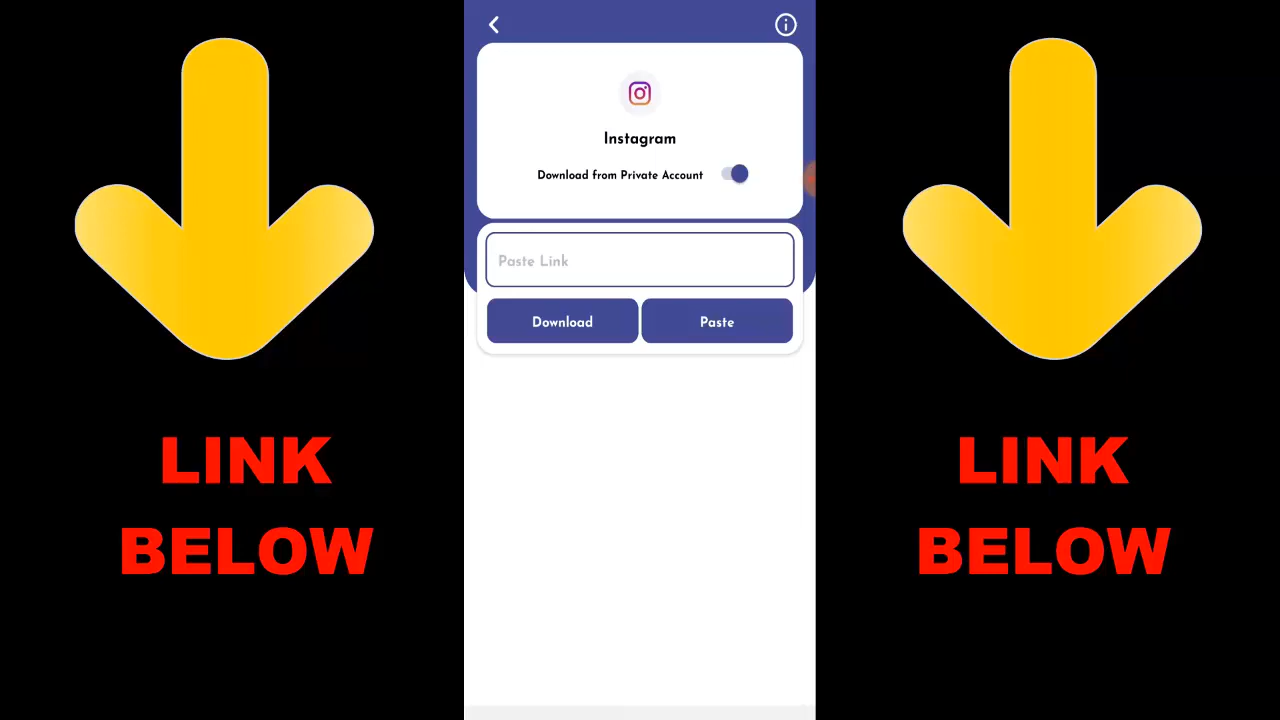 Instagram
Download from Private Account
Paste Link
Download Paste
LINK
BELOW
LINK
BELOW